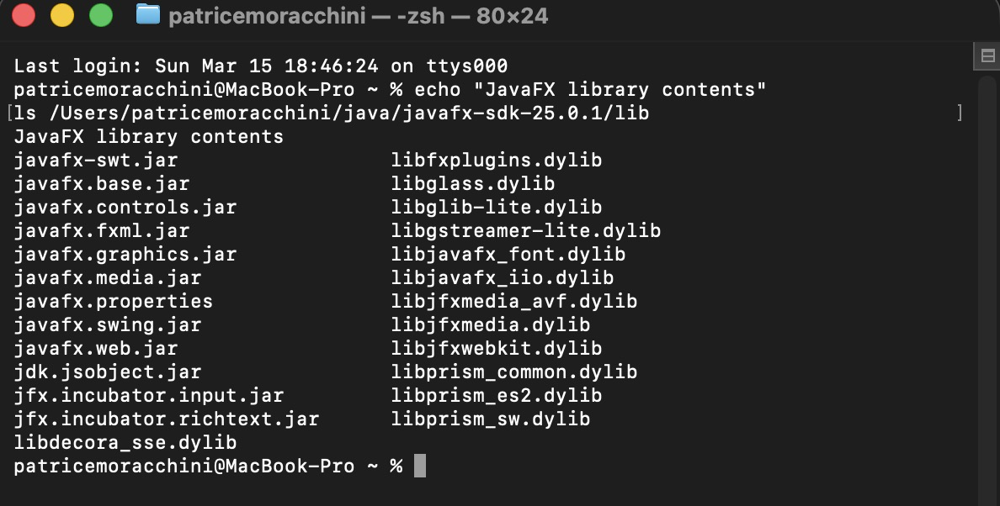 patricemoracchini — -zsh — 80×24
Last login: Sun Mar 15 18:46:24 on ttys000
patricemoracchini@MacBook-Pro ~ % echo "JavaFX library contents"
[ls /Users/patricemoracchini/java/javafx-sdk-25.0.1/lib ]
JavaFX library contents
javafx-swt.jar libfxplugins.dylib
javafx.base.jar libglass.dylib
javafx.controls.jar libglib-lite.dylib
javafx.fxml.jar libgstreamer-lite.dylib
javafx.graphics.jar libjavafx_font.dylib
javafx.media.jar libjavafx_iio.dylib
javafx.properties libjfxmedia_avf.dylib
javafx.swing.jar libjfxmedia.dylib
javafx.web.jar libjfxwebkit.dylib
jdk.jsobject.jar libprism_common.dylib
jfx.incubator.input.jar libprism_es2.dylib
jfx.incubator.richtext.jar libprism_sw.dylib
libdecora_sse.dylib
patricemoracchini@MacBook-Pro ~ %